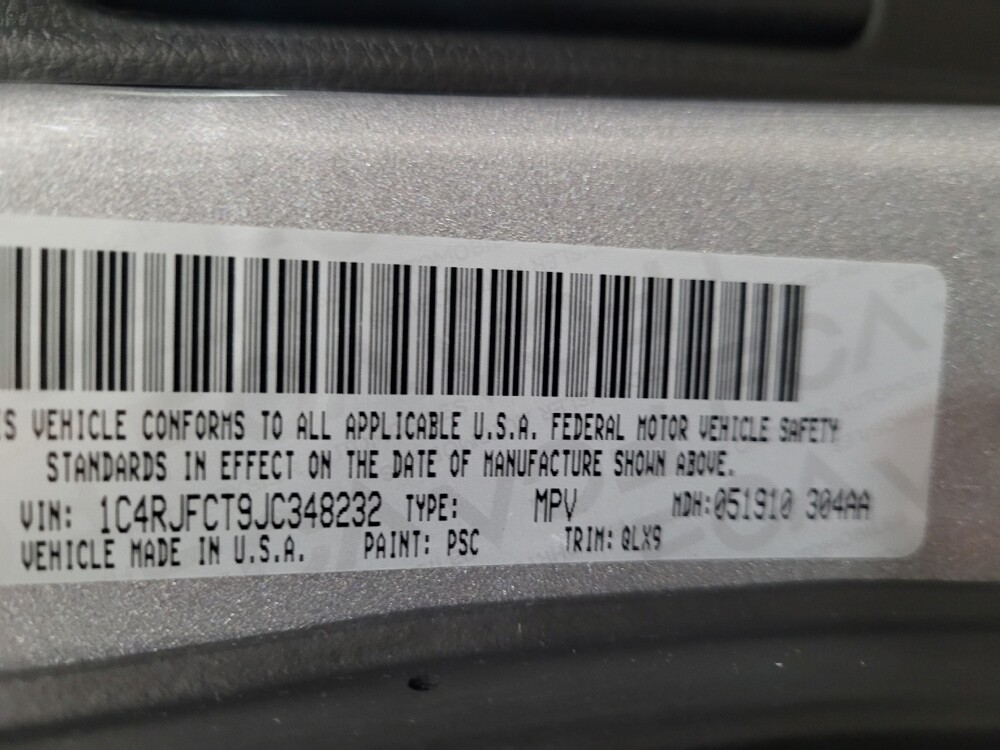 S VEHICLE CONFORMS TO ALL APPLICABLE U.S.A. FEDERAL MOTOR VEHICLE SAFETY
STANDARDS IN EFFECT ON THE DATE OF MANUFACTURE SHOWN ABOVE.
VIN: 1C4RJFCT9JC348232 TYPE: MPV MDH:051910 304AA
VEHICLE MADE IN U.S.A. PAINT: PSC TRIM: QLX9